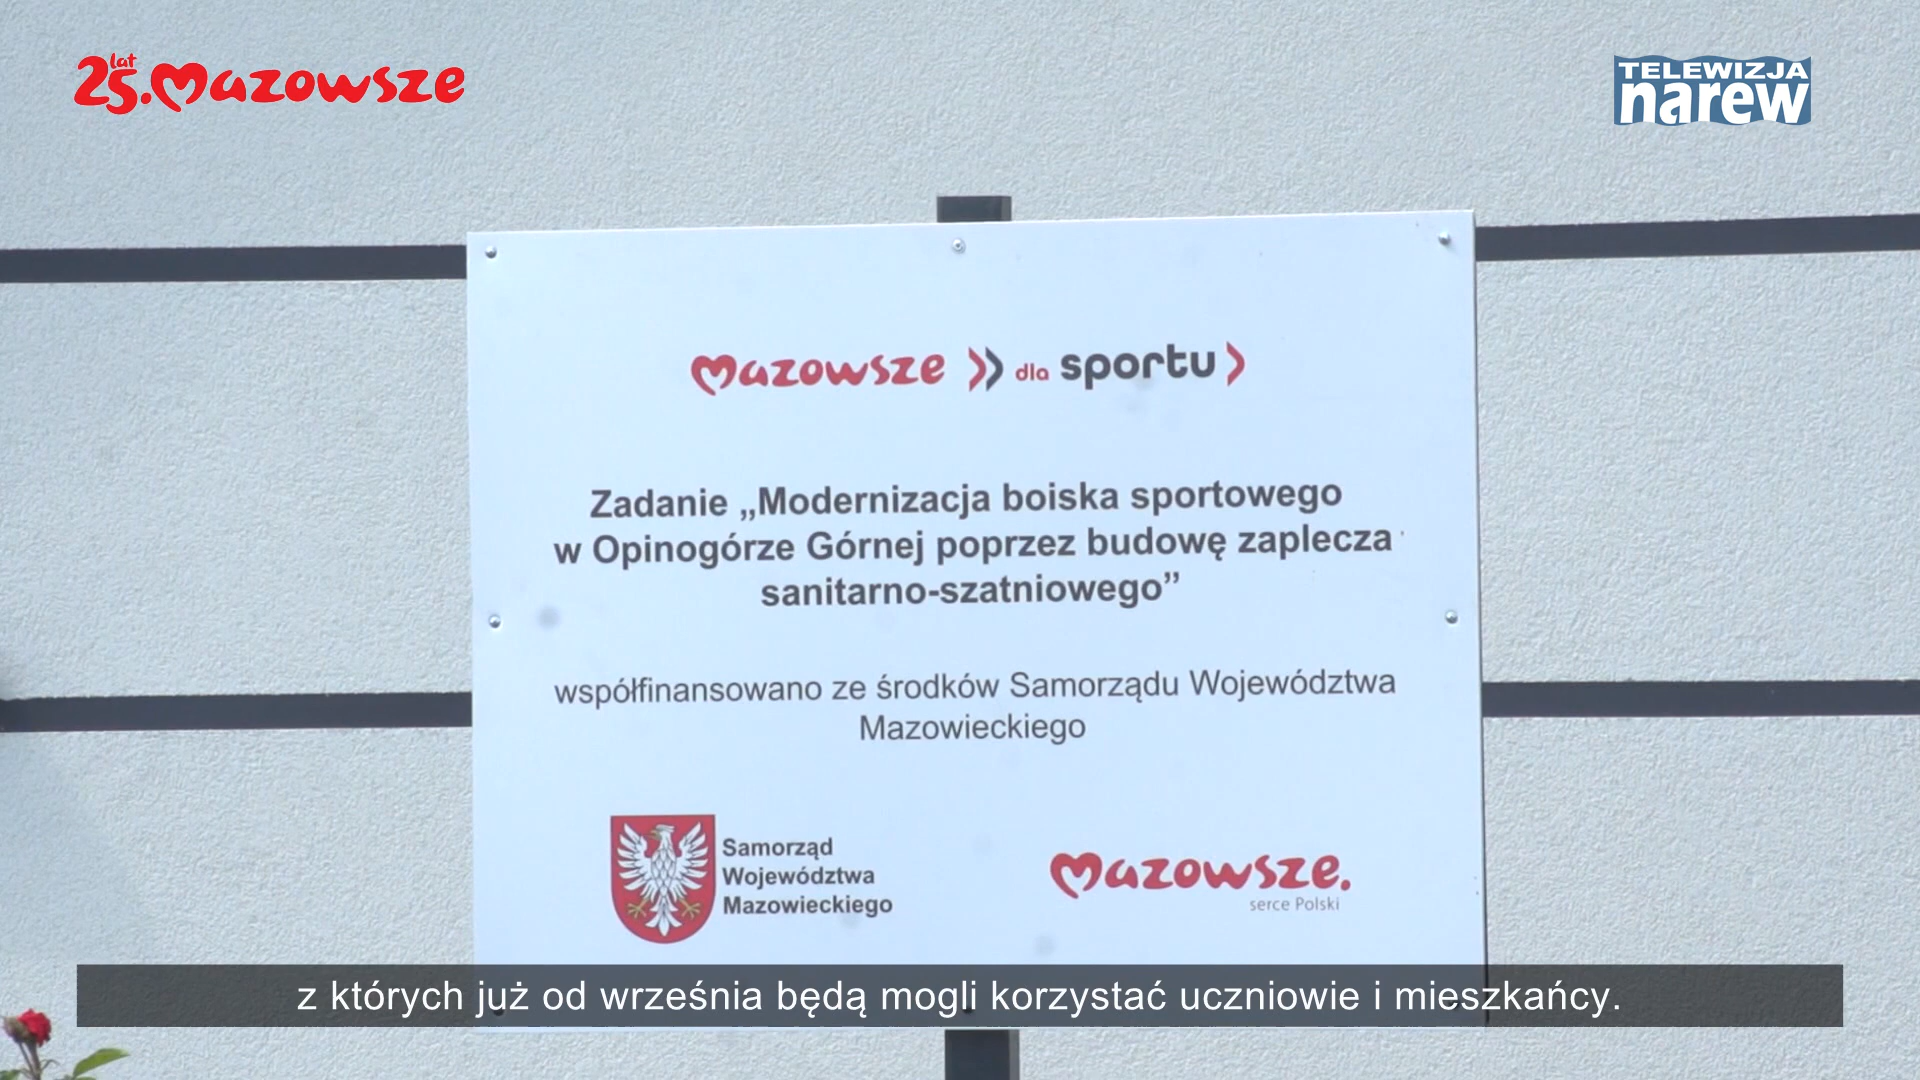 25 lat.Mazowsze
TELEWIZJA
narew
Mazowsze dla sportu
Zadanie „Modernizacja boiska sportowego
w Opinogórze Górnej poprzez budowę zaplecza
sanitarno-szatniowego”
współfinansowano ze środków Samorządu Województwa
Mazowieckiego
Samorząd
Województwa
Mazowieckiego
Mazowsze.
serce Polski
z których już od września będą mogli korzystać uczniowie i mieszkańcy.